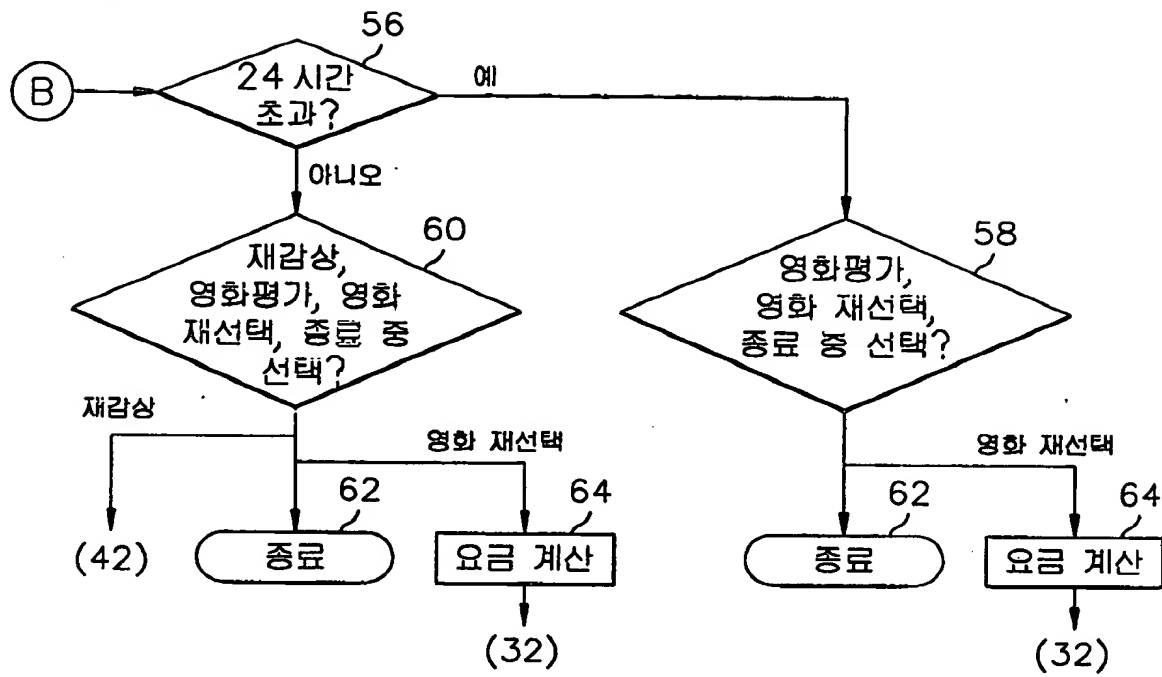 56
B
24 시간
초과?
예
아니오
60
재감상,
영화평가, 영화
재선택, 종료 중
선택?
58
영화평가,
영화 재선택,
종료 중 선택?
재감상
영화 재선택
영화 재선택
62
64
62
64
(42)
종료
요금 계산
종료
요금 계산
(32)
(32)